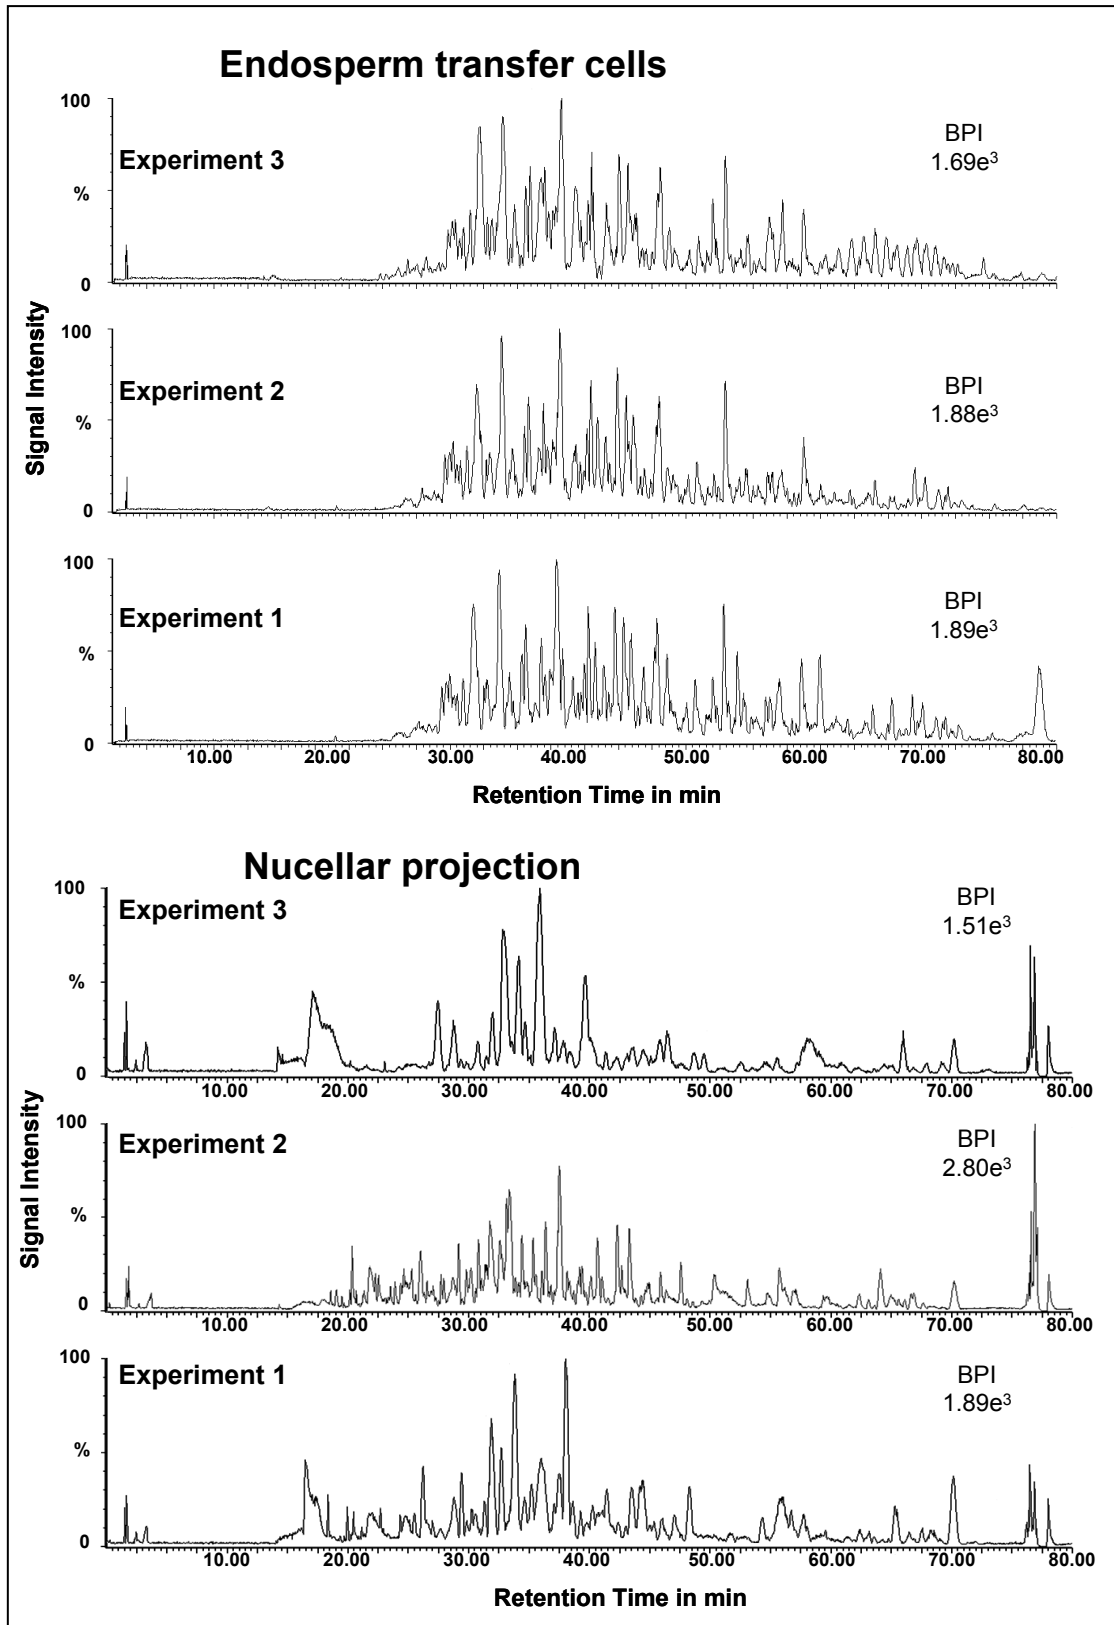 Endosperm transfer cells
100
Experiment 3
BPI
1.69e³
%
0
100
Experiment 2
BPI
1.88e³
%
0
100
Experiment 1
BPI
1.89e³
%
0
Signal Intensity
10.00 20.00 30.00 40.00 50.00 60.00 70.00 80.00
Retention Time in min
Nucellar projection
100
Experiment 3
BPI
1.51e³
%
0
10.00 20.00 30.00 40.00 50.00 60.00 70.00 80.00
100
Experiment 2
BPI
2.80e³
%
0
10.00 20.00 30.00 40.00 50.00 60.00 70.00 80.00
100
Experiment 1
BPI
1.89e³
%
0
Signal Intensity
10.00 20.00 30.00 40.00 50.00 60.00 70.00 80.00
Retention Time in min